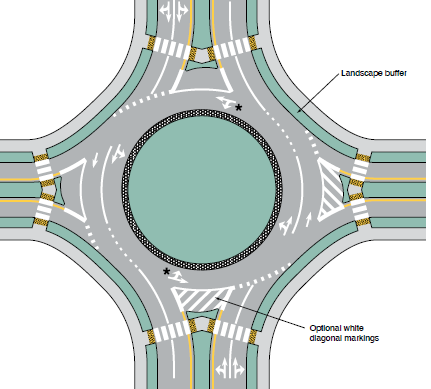 *
Landscape buffer
*
Optional white
diagonal markings